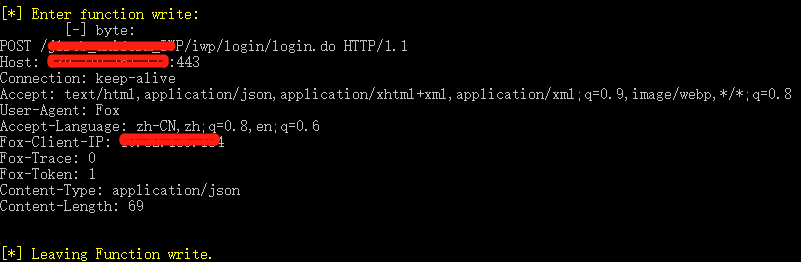 [*] Enter function write:
[-] byte:
POST /P/iwp/login/login.do HTTP/1.1
Host: :443
Connection: keep-alive
Accept: text/html,application/json,application/xhtml+xml,application/xml;q=0.9,image/webp,*/*;q=0.8
User-Agent: Fox
Accept-Language: zh-CN,zh;q=0.8,en;q=0.6
Fox-Client-IP: 4
Fox-Trace: 0
Fox-Token: 1
Content-Type: application/json
Content-Length: 69
[*] Leaving Function write.